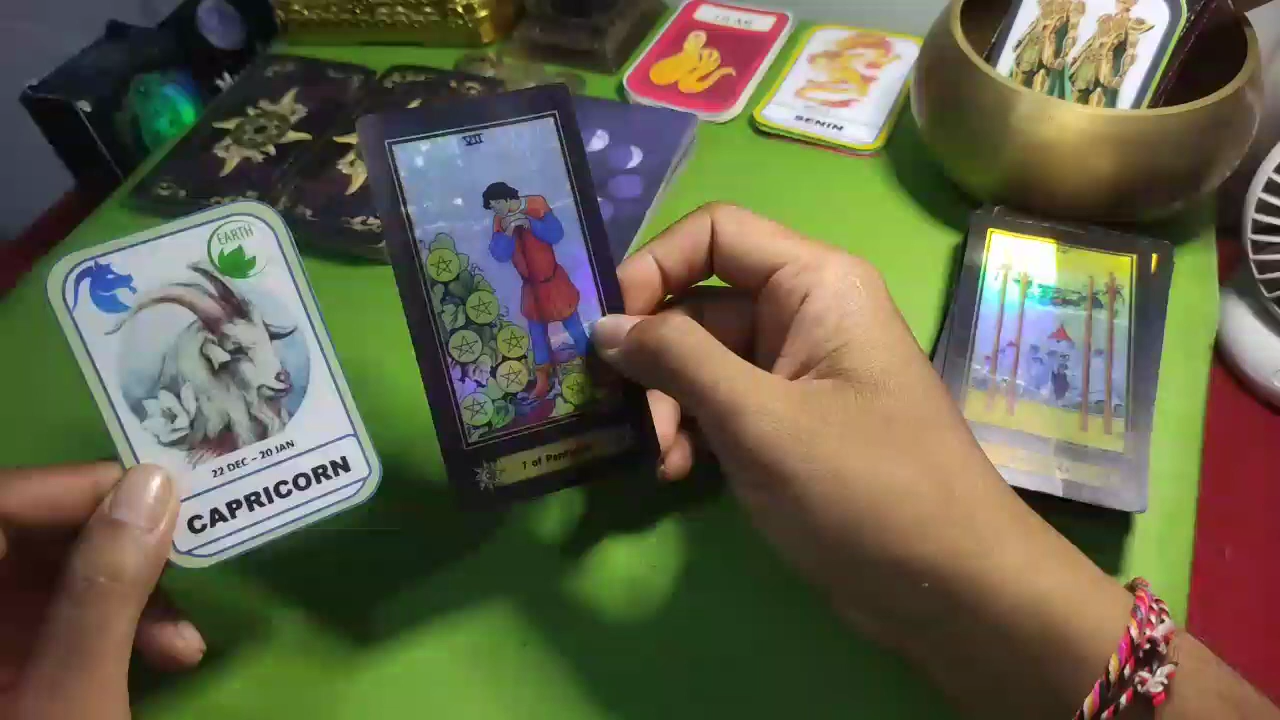 EARTH
22 DEC – 20 JAN
CAPRICORN
VII
7 of Pentacles
SENIN